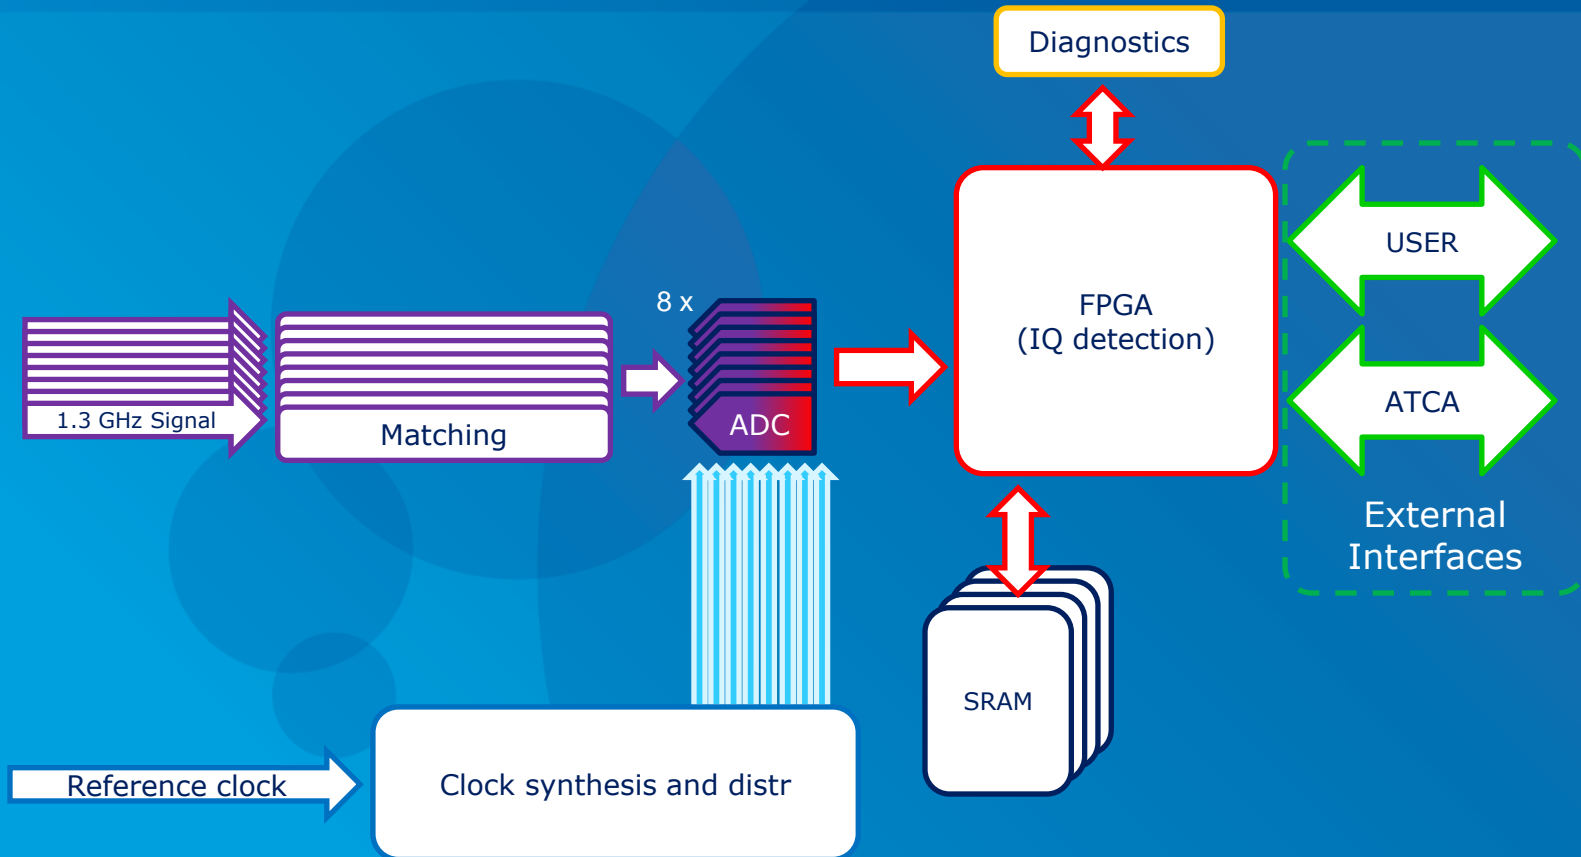 Diagnostics
USER
8 x
FPGA
(IQ detection)
1.3 GHz Signal
Matching
ADC
ATCA
External
Interfaces
SRAM
Reference clock
Clock synthesis and distr